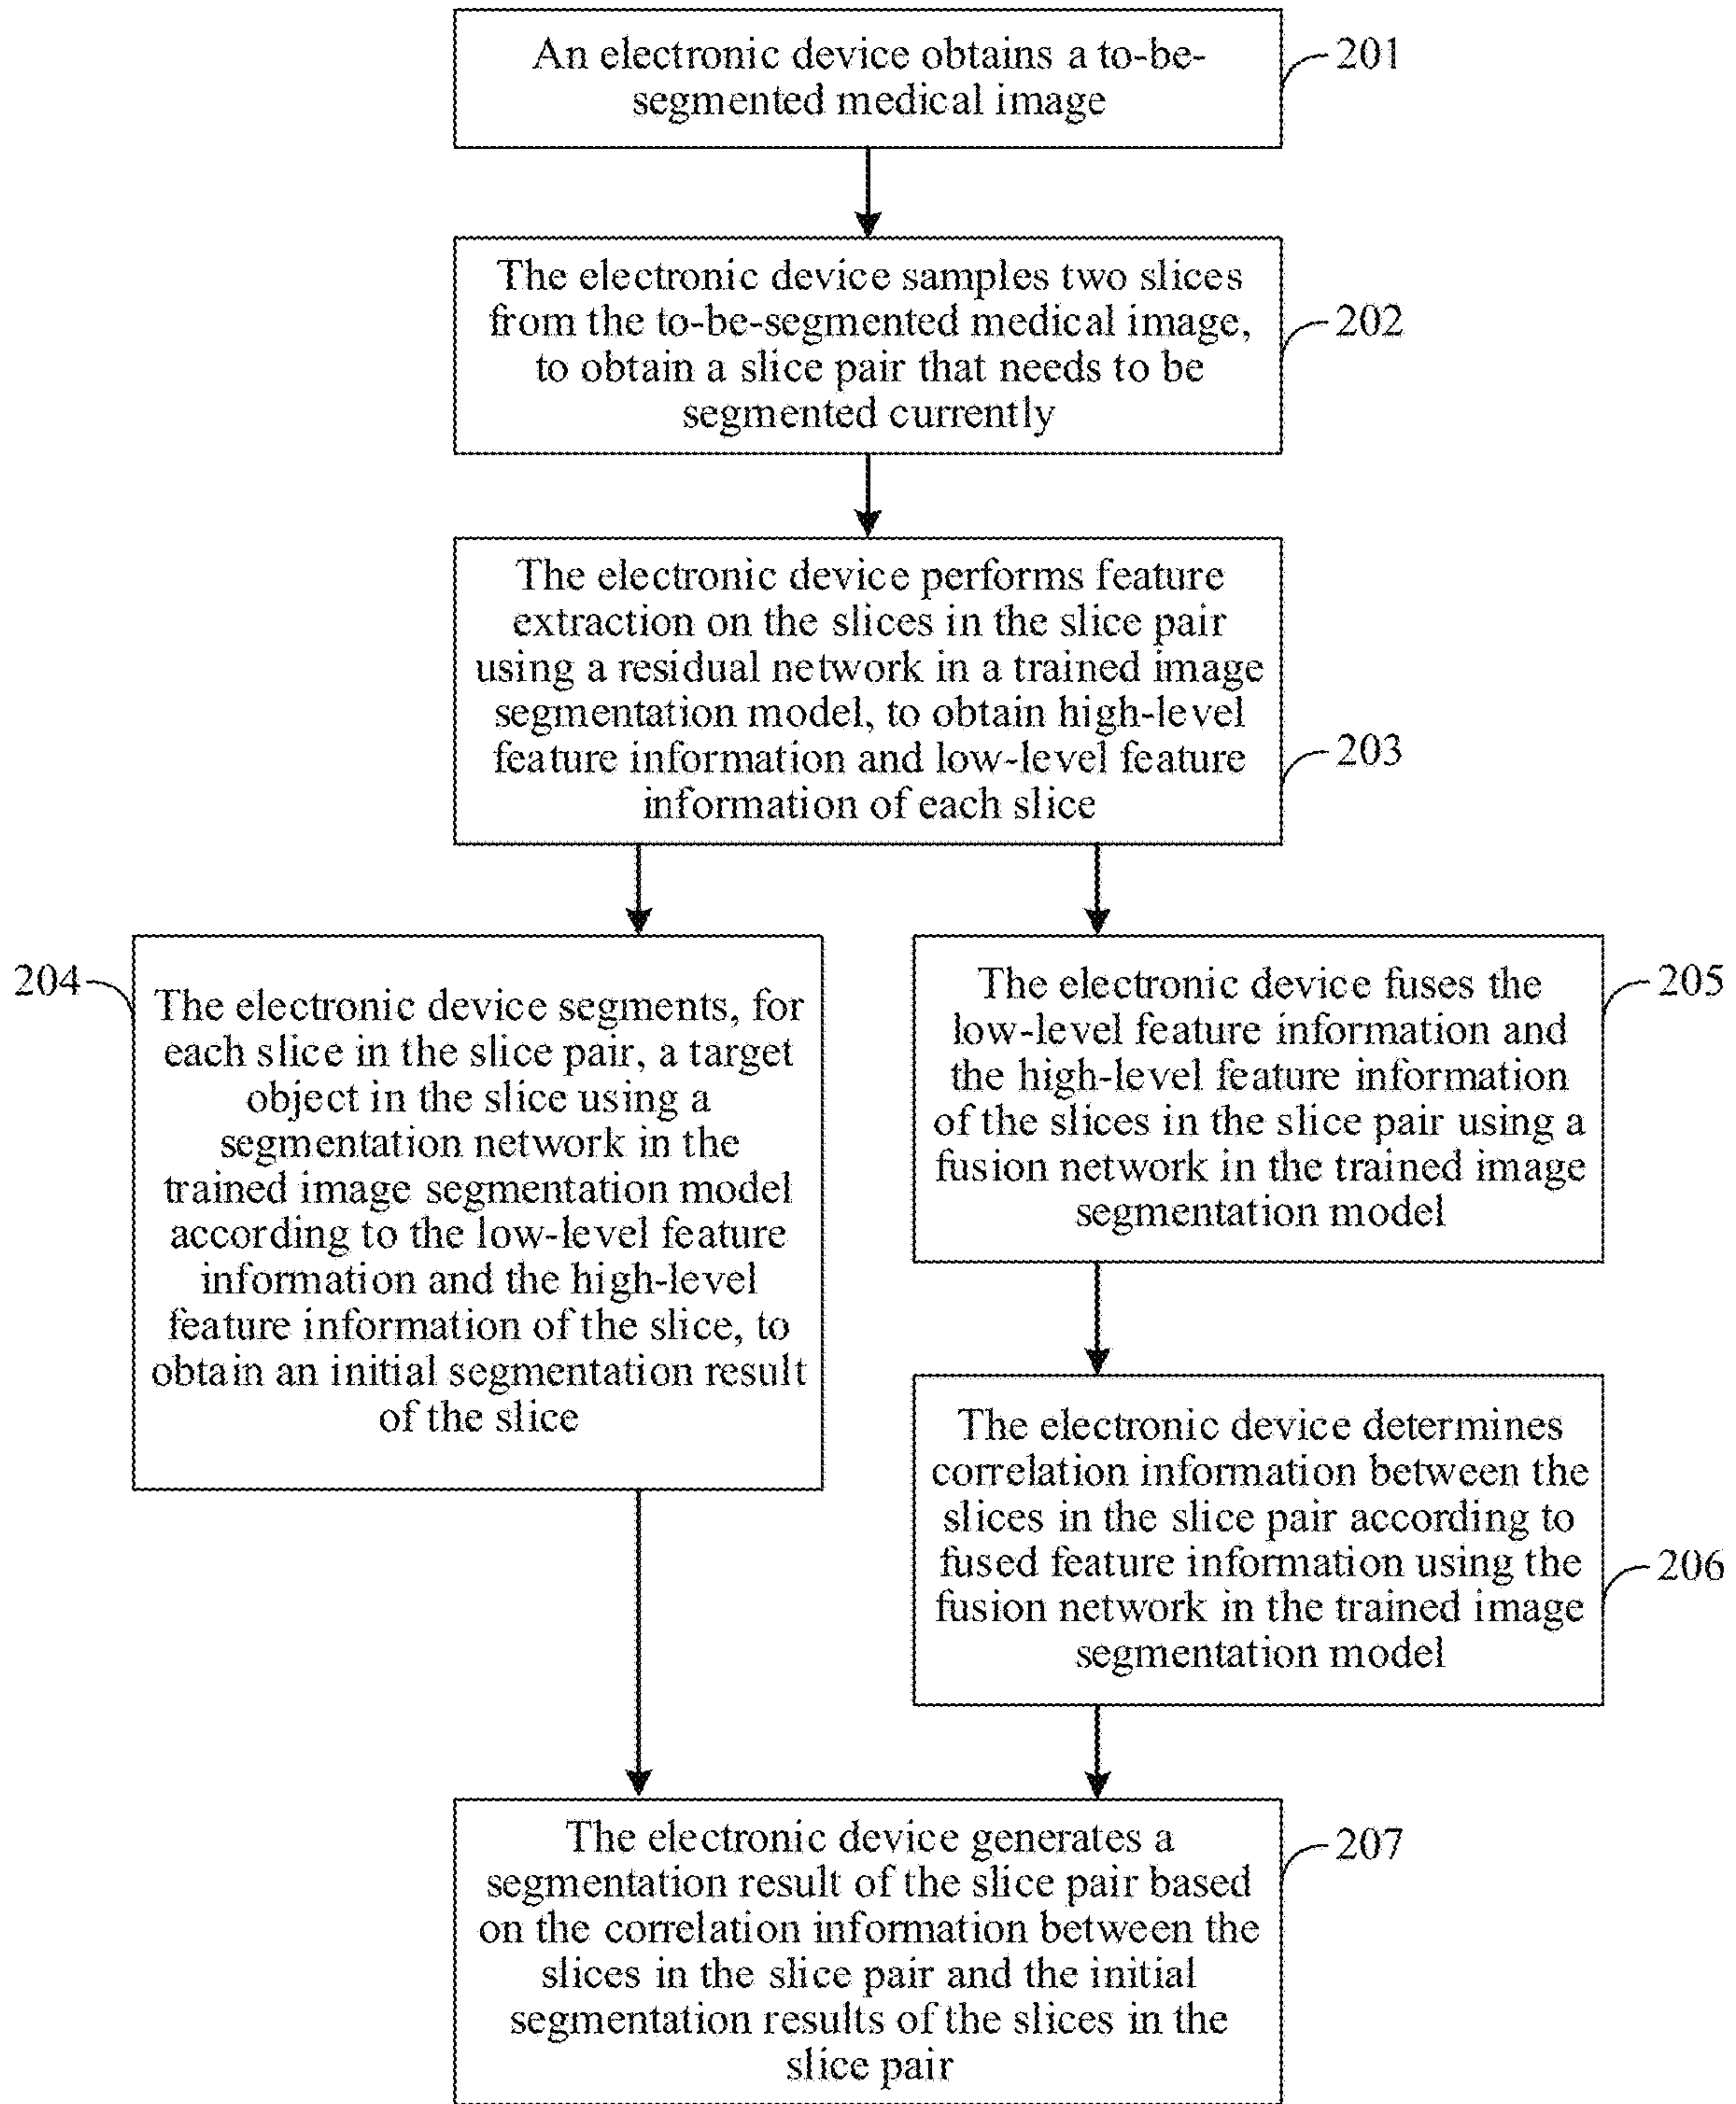 An electronic device obtains a to-be-
segmented medical image
201
The electronic device samples two slices
from the to-be-segmented medical image,
to obtain a slice pair that needs to be
segmented currently
202
The electronic device performs feature
extraction on the slices in the slice pair
using a residual network in a trained image
segmentation model, to obtain high-level
feature information and low-level feature
information of each slice
203
204
The electronic device segments, for
each slice in the slice pair, a target
object in the slice using a
segmentation network in the
trained image segmentation model
according to the low-level feature
information and the high-level
feature information of the slice, to
obtain an initial segmentation result
of the slice
The electronic device fuses the
low-level feature information and
the high-level feature information
of the slices in the slice pair using a
fusion network in the trained image
segmentation model
205
The electronic device determines
correlation information between the
slices in the slice pair according to
fused feature information using the
fusion network in the trained image
segmentation model
206
The electronic device generates a
segmentation result of the slice pair based
on the correlation information between the
slices in the slice pair and the initial
segmentation results of the slices in the
slice pair
207